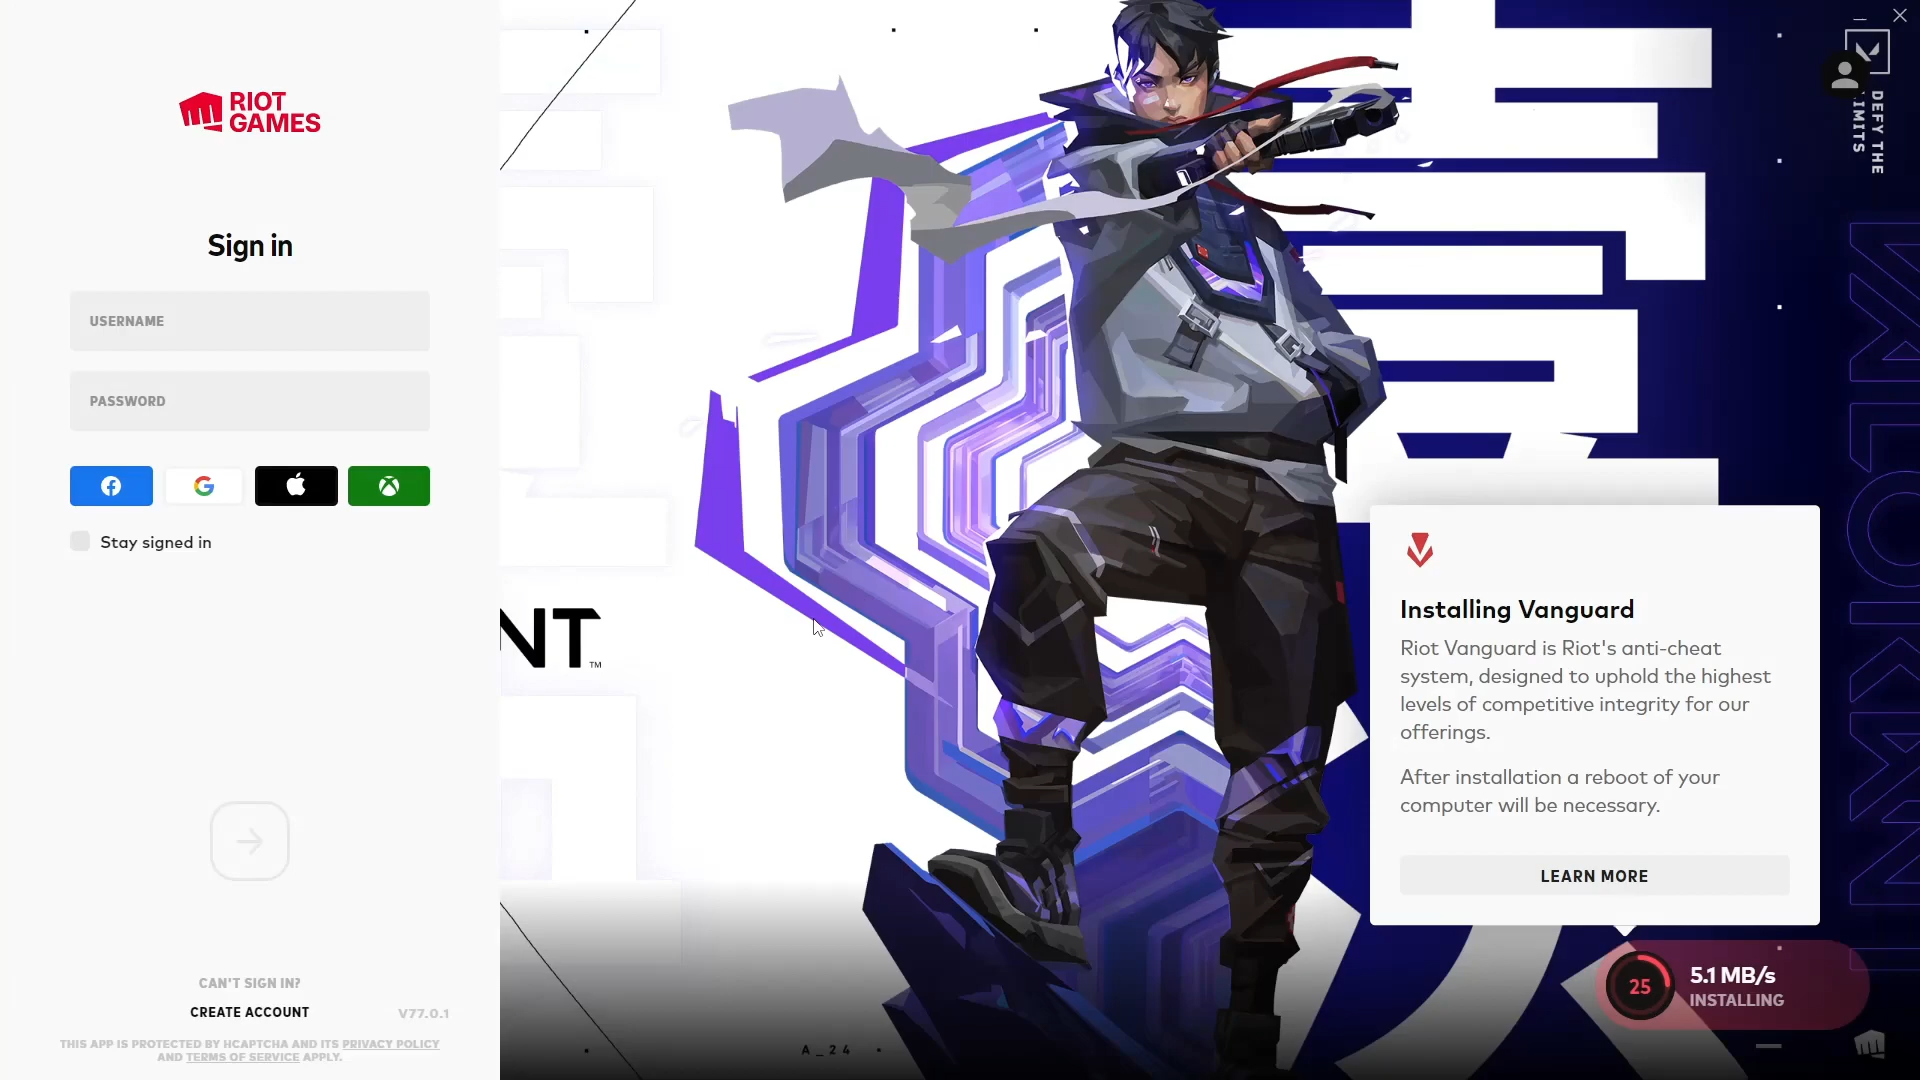 RIOT
GAMES
Sign in
USERNAME
PASSWORD
Stay signed in
CAN'T SIGN IN?
CREATE ACCOUNT
V77.0.1
THIS APP IS PROTECTED BY HCAPTCHA AND ITS PRIVACY POLICY
AND TERMS OF SERVICE APPLY.
NT™
A_24
DEFY THE
IMITS
Installing Vanguard
Riot Vanguard is Riot's anti-cheat
system, designed to uphold the highest
levels of competitive integrity for our
offerings.
After installation a reboot of your
computer will be necessary.
LEARN MORE
25
5.1 MB/s
INSTALLING